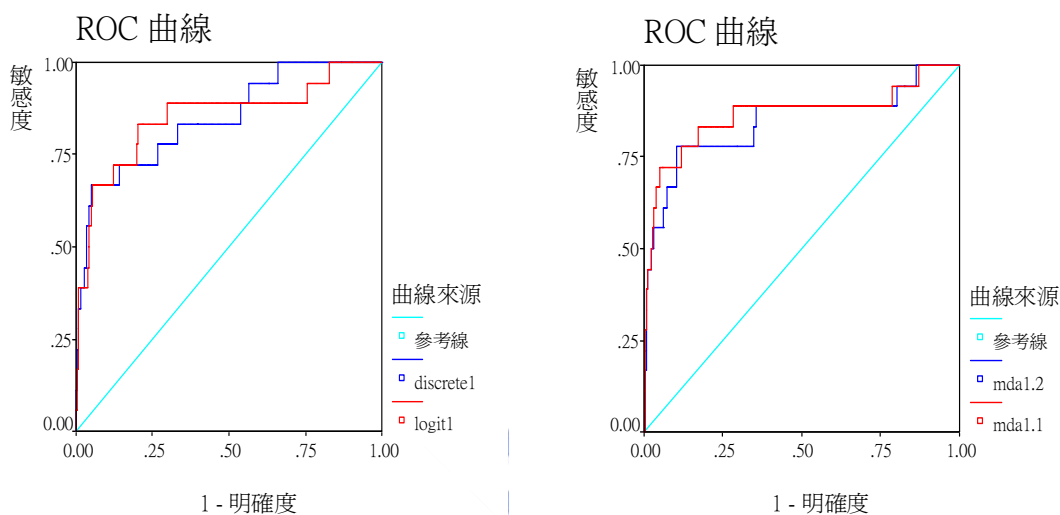 ROC 曲線
敏感度
1.00
.75
.50
.25
0.00
0.00 .25 .50 .75 1.00
1 - 明確度
曲線來源
參考線
discrete1
logit1
ROC 曲線
敏感度
1.00
.75
.50
.25
0.00
0.00 .25 .50 .75 1.00
1 - 明確度
曲線來源
參考線
mda1.2
mda1.1